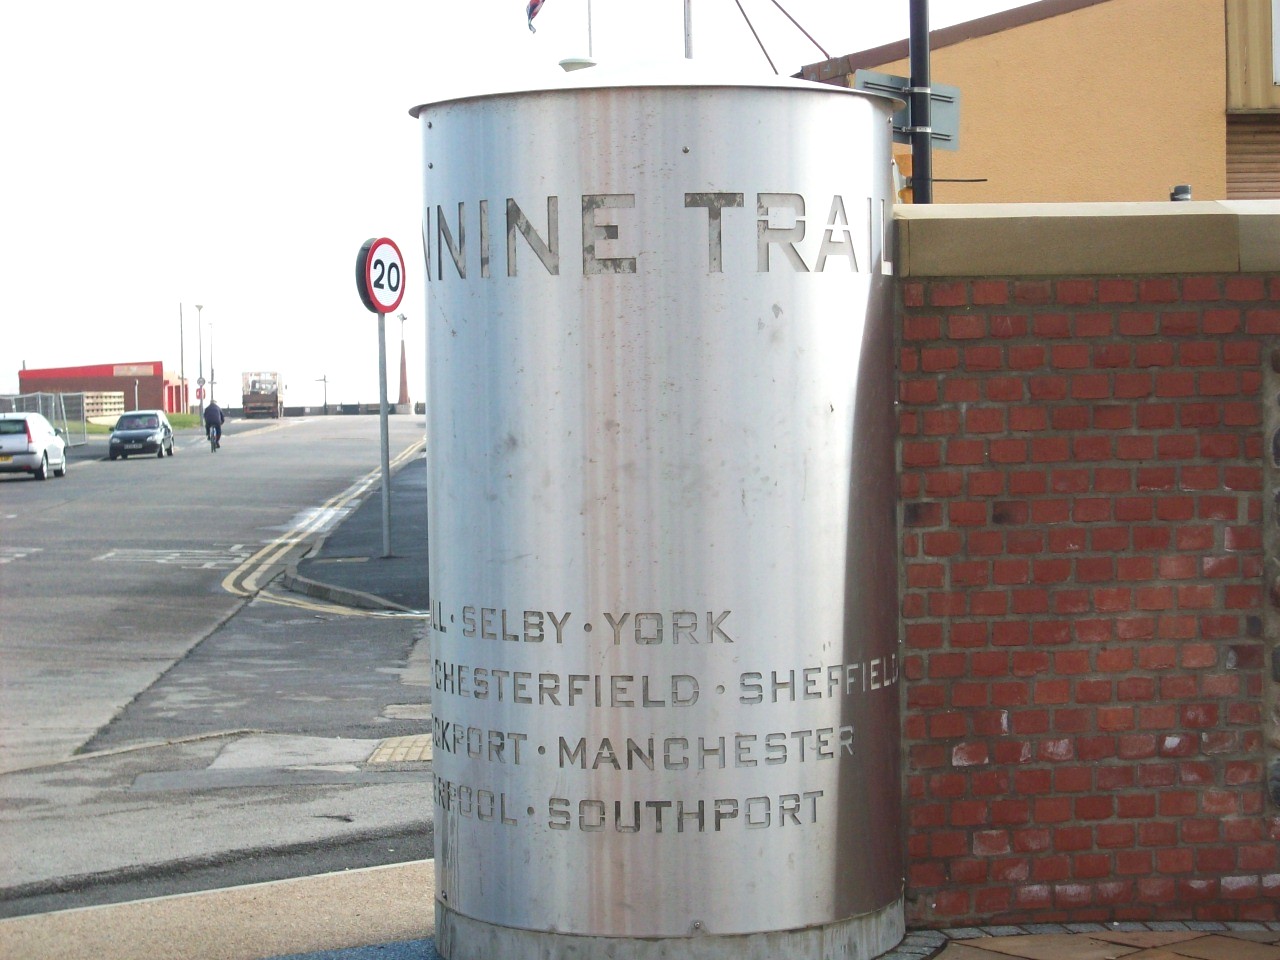 NNINE TRAIL
20
LL · SELBY · YORK
· CHESTERFIELD · SHEFFIELD
CKPORT · MANCHESTER
ERPOOL · SOUTHPORT